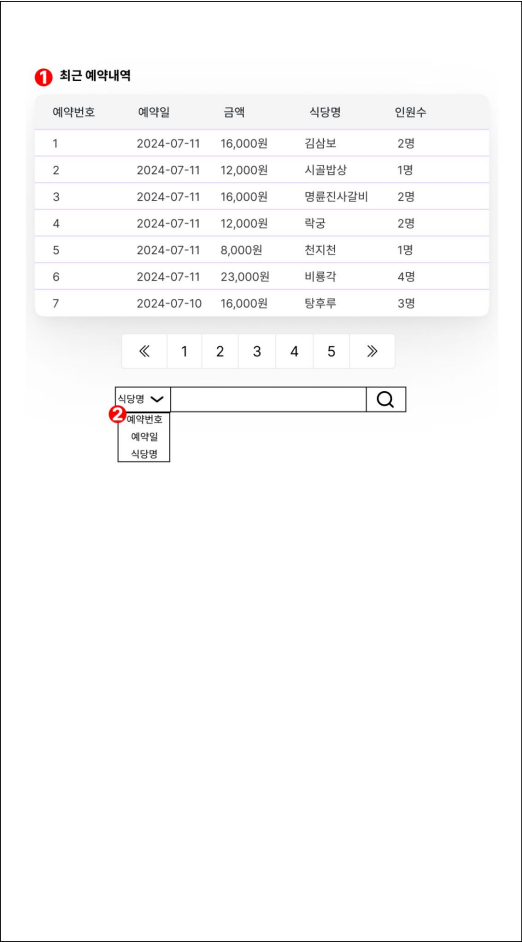 1 최근 예약내역
예약번호 예약일 금액 식당명 인원수
1 2024-07-11 16,000원 김삼보 2명
2 2024-07-11 12,000원 시골밥상 1명
3 2024-07-11 16,000원 명륜진사갈비 2명
4 2024-07-11 12,000원 락궁 2명
5 2024-07-11 8,000원 천지천 1명
6 2024-07-11 23,000원 비룡각 4명
7 2024-07-10 16,000원 탕후루 3명
≪ 1 2 3 4 5 ≫
식당명
2 예약번호
예약일
식당명